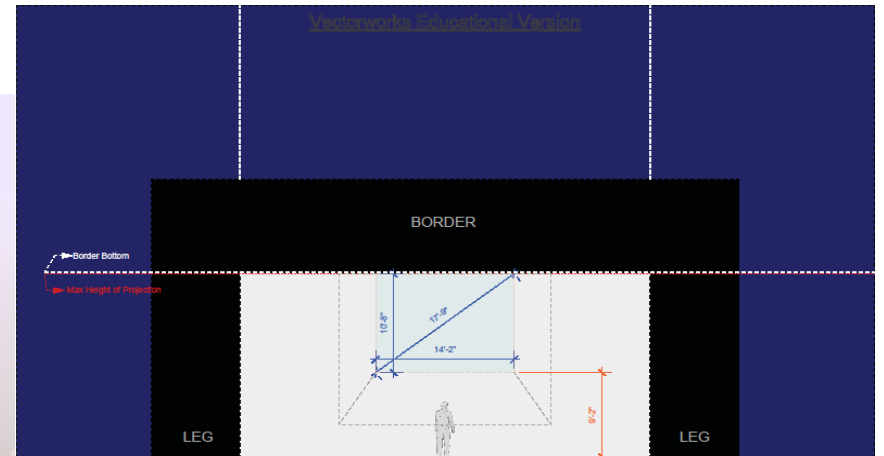 Vectorworks Educational Version
BORDER
Border Bottom
Max Height of Projection
10'-8"
17'-9"
14'-2"
9'-2"
LEG
LEG